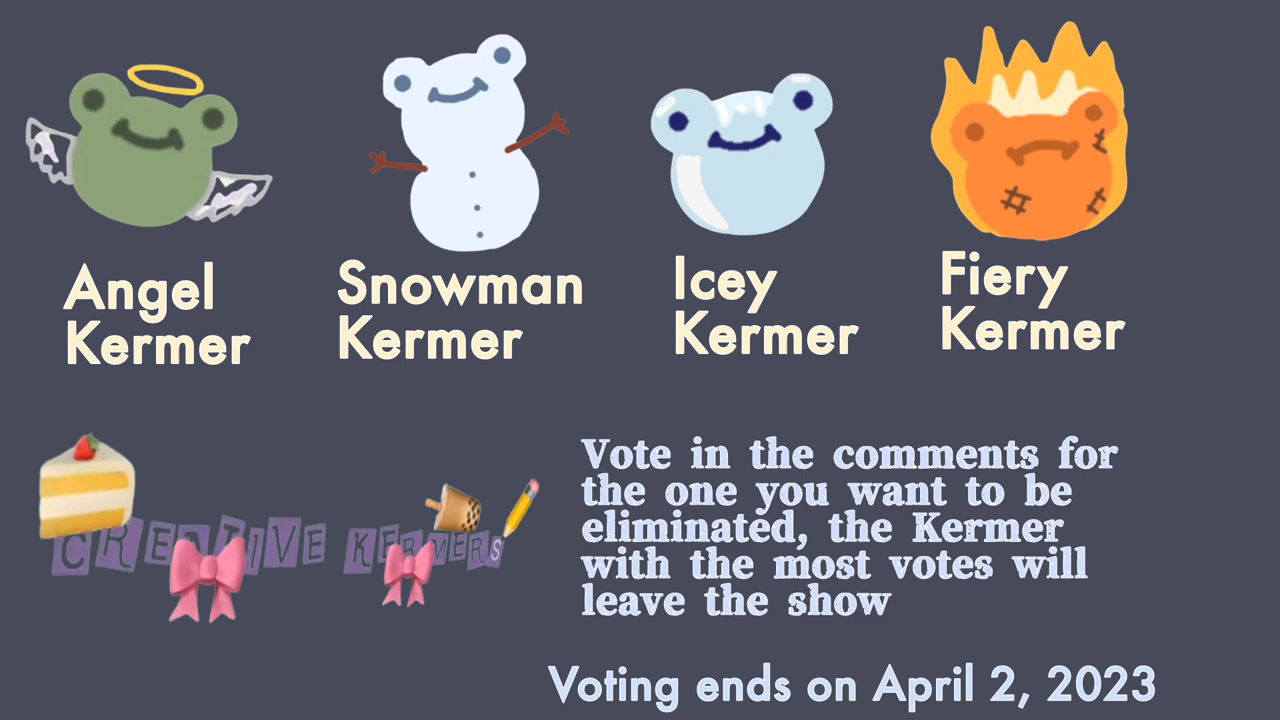 Angel
Kermer
Snowman
Kermer
Icey
Kermer
Fiery
Kermer
CREATIVE KERMERS
Vote in the comments for
the one you want to be
eliminated, the Kermer
with the most votes will
leave the show
Voting ends on April 2, 2023